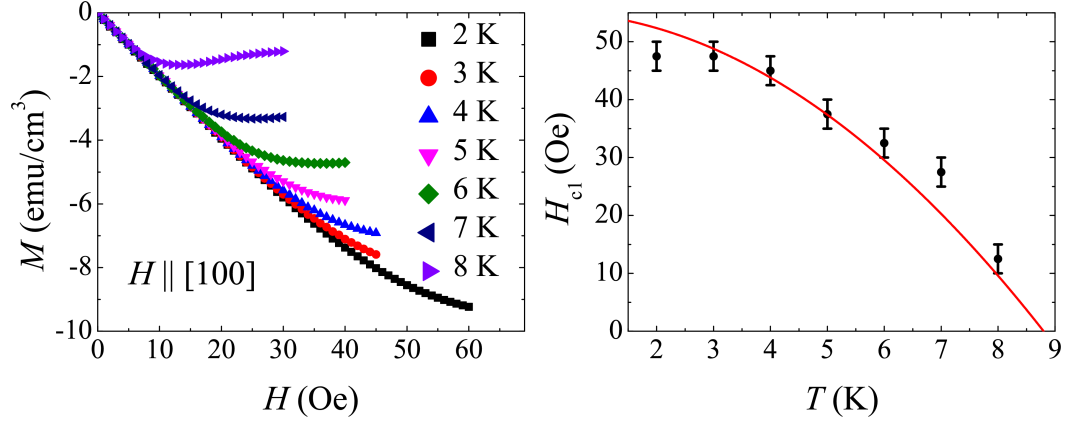 0
-2
-4
-6
-8
-10
M (emu/cm³)
0 10 20 30 40 50 60
H (Oe)
H || [100]
2 K
3 K
4 K
5 K
6 K
7 K
8 K
50
40
30
20
10
0
H_c1 (Oe)
2 3 4 5 6 7 8 9
T (K)